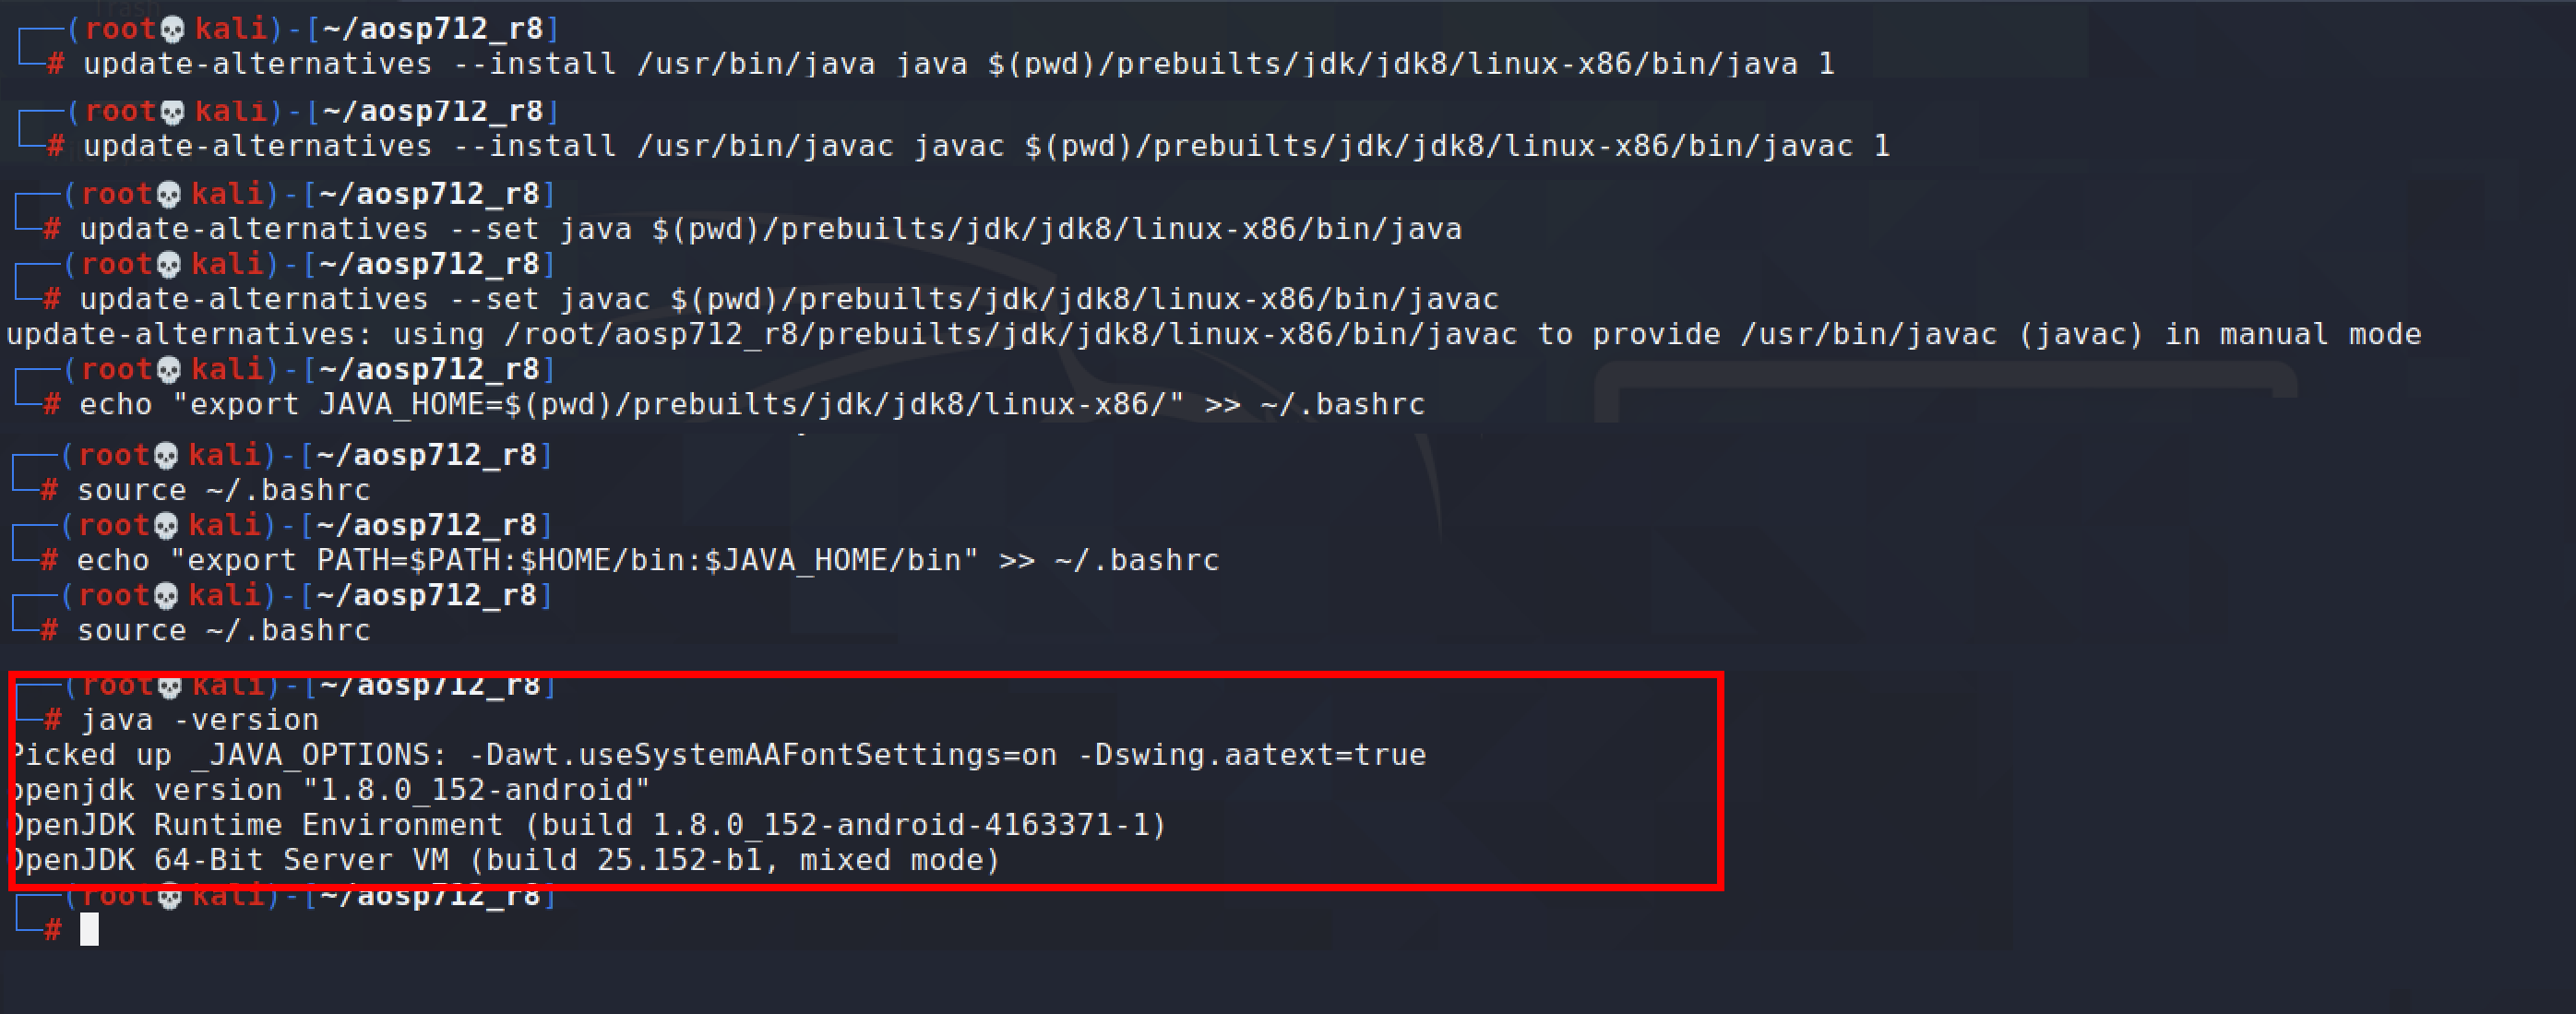 ┌──(root💀kali)-[~/aosp712_r8]
└─# update-alternatives --install /usr/bin/java java $(pwd)/prebuilts/jdk/jdk8/linux-x86/bin/java 1
┌──(root💀kali)-[~/aosp712_r8]
└─# update-alternatives --install /usr/bin/javac javac $(pwd)/prebuilts/jdk/jdk8/linux-x86/bin/javac 1
┌──(root💀kali)-[~/aosp712_r8]
└─# update-alternatives --set java $(pwd)/prebuilts/jdk/jdk8/linux-x86/bin/java
┌──(root💀kali)-[~/aosp712_r8]
└─# update-alternatives --set javac $(pwd)/prebuilts/jdk/jdk8/linux-x86/bin/javac
update-alternatives: using /root/aosp712_r8/prebuilts/jdk/jdk8/linux-x86/bin/javac to provide /usr/bin/javac (javac) in manual mode
┌──(root💀kali)-[~/aosp712_r8]
└─# echo "export JAVA_HOME=$(pwd)/prebuilts/jdk/jdk8/linux-x86/" >> ~/.bashrc
┌──(root💀kali)-[~/aosp712_r8]
└─# source ~/.bashrc
┌──(root💀kali)-[~/aosp712_r8]
└─# echo "export PATH=$PATH:$HOME/bin:$JAVA_HOME/bin" >> ~/.bashrc
┌──(root💀kali)-[~/aosp712_r8]
└─# source ~/.bashrc
┌──(root💀kali)-[~/aosp712_r8]
└─# java -version
Picked up _JAVA_OPTIONS: -Dawt.useSystemAAFontSettings=on -Dswing.aatext=true
openjdk version "1.8.0_152-android"
OpenJDK Runtime Environment (build 1.8.0_152-android-4163371-1)
OpenJDK 64-Bit Server VM (build 25.152-b1, mixed mode)
┌──(root💀kali)-[~/aosp712_r8]
└─#